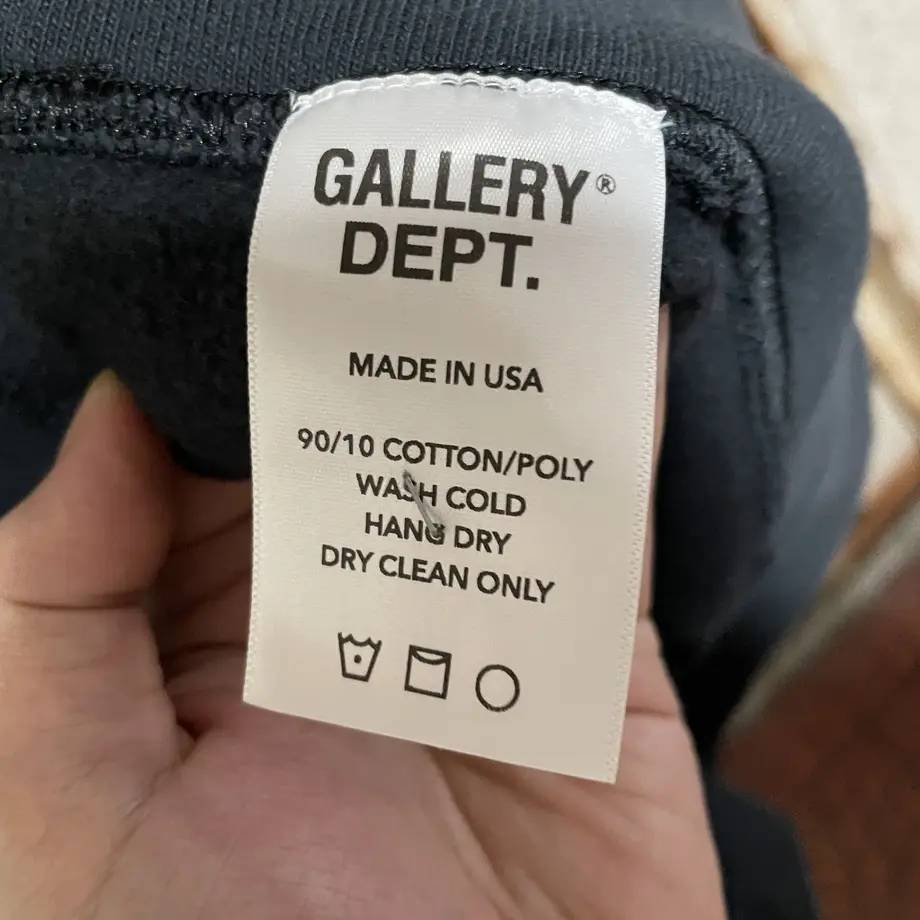 GALLERY®
DEPT.
MADE IN USA
90/10 COTTON/POLY
WASH COLD
HANG DRY
DRY CLEAN ONLY